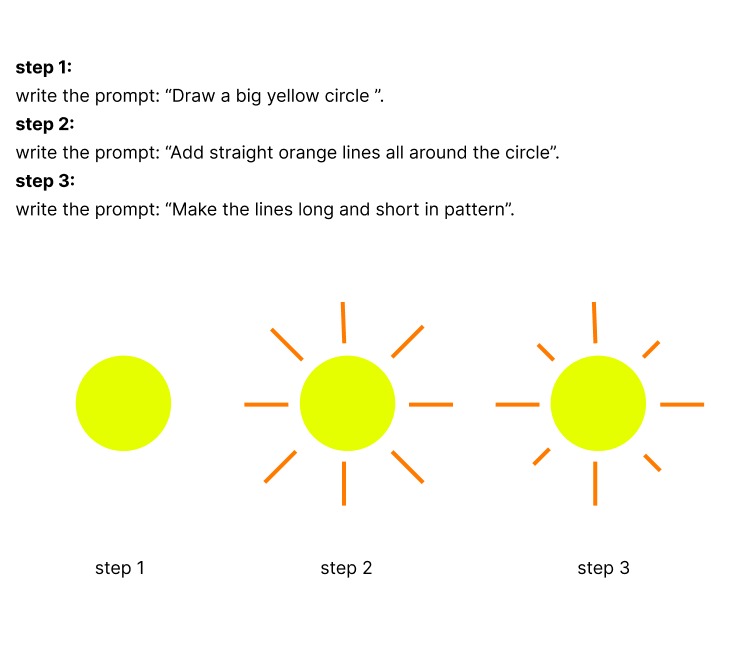 step 1:
write the prompt: “Draw a big yellow circle ”.
step 2:
write the prompt: “Add straight orange lines all around the circle”.
step 3:
write the prompt: “Make the lines long and short in pattern”.
step 1
step 2
step 3